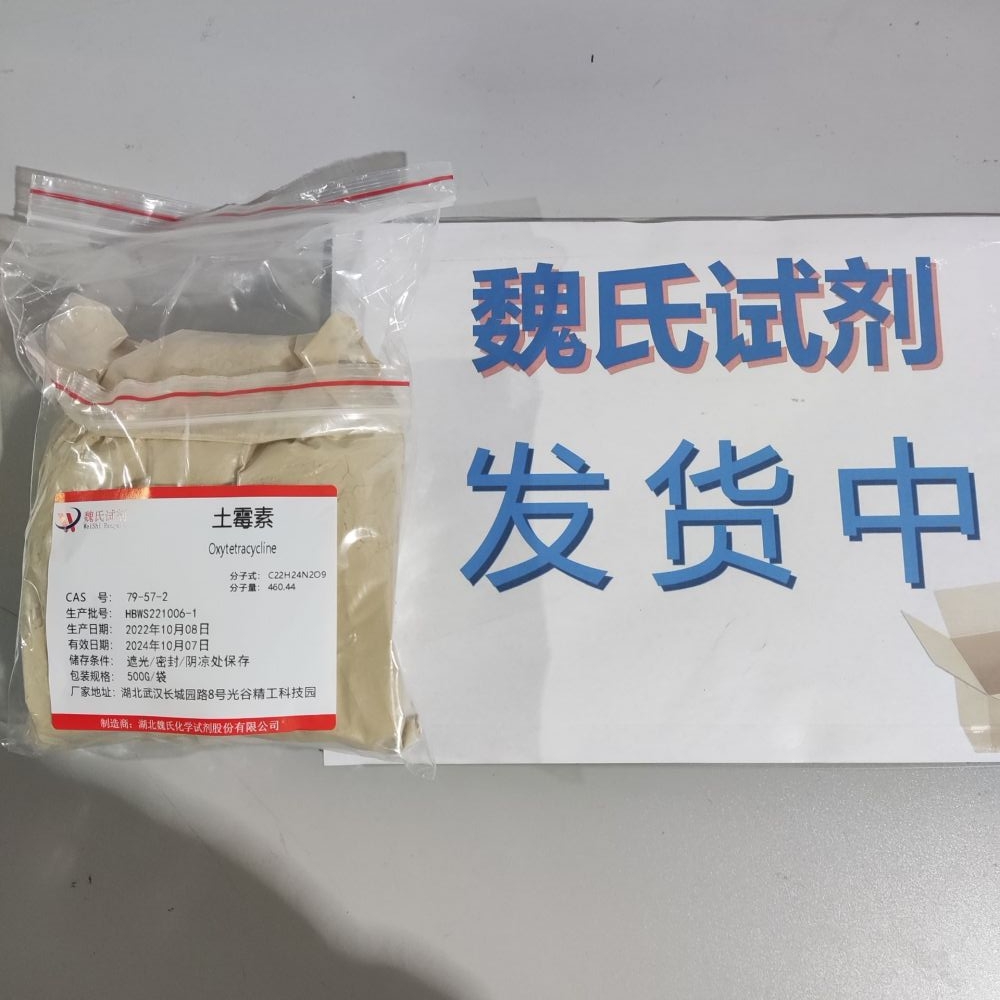 魏氏试剂
WeiShi Reagent
土霉素
Oxytetracycline
分子式: C22H24N2O9
分子量: 460.44
CAS 号: 79-57-2
生产批号: HBWS221006-1
生产日期: 2022年10月08日
有效日期: 2024年10月07日
储存条件: 遮光/密封/阴凉处保存
包装规格: 500G/袋
厂家地址: 湖北武汉长城园路8号光谷精工科技园
制造商: 湖北魏氏化学试剂股份有限公司
魏氏试剂
发货中